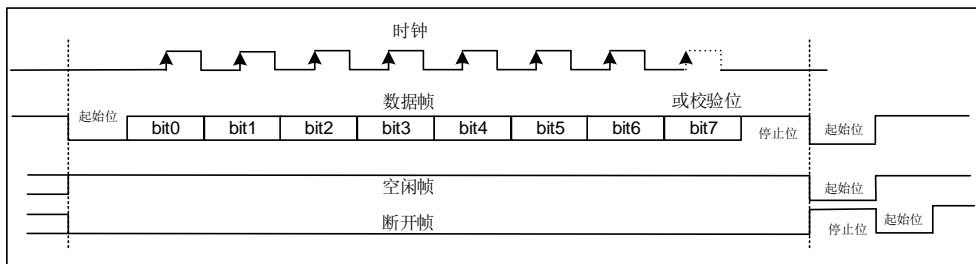 时钟
数据帧
或校验位
起始位
bit0
bit1
bit2
bit3
bit4
bit5
bit6
bit7
停止位
起始位
空闲帧
起始位
断开帧
停止位
起始位